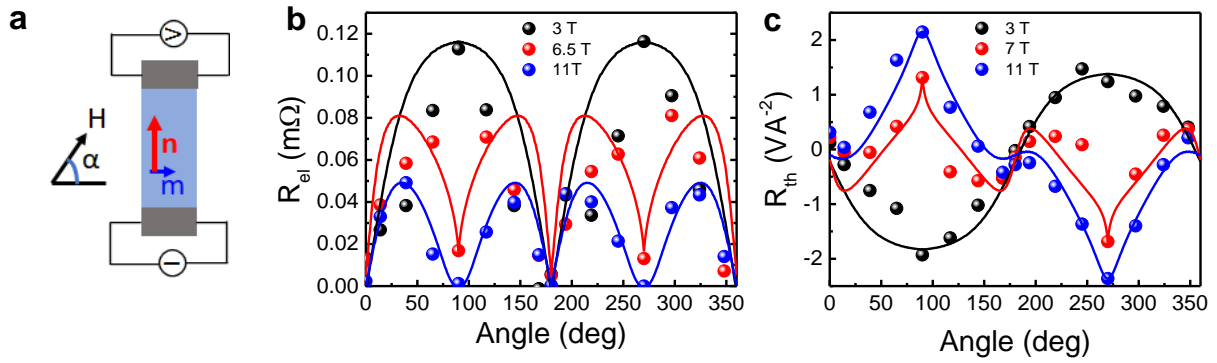 a
V
H
α
n
m
b
3 T
6.5 T
11T
0.12
0.10
0.08
0.06
0.04
0.02
0.00
R_el (mΩ)
0 50 100 150 200 250 300 350
Angle (deg)
c
3 T
7 T
11 T
2
1
0
-1
-2
R_th (VA^-2)
0 50 100 150 200 250 300 350
Angle (deg)